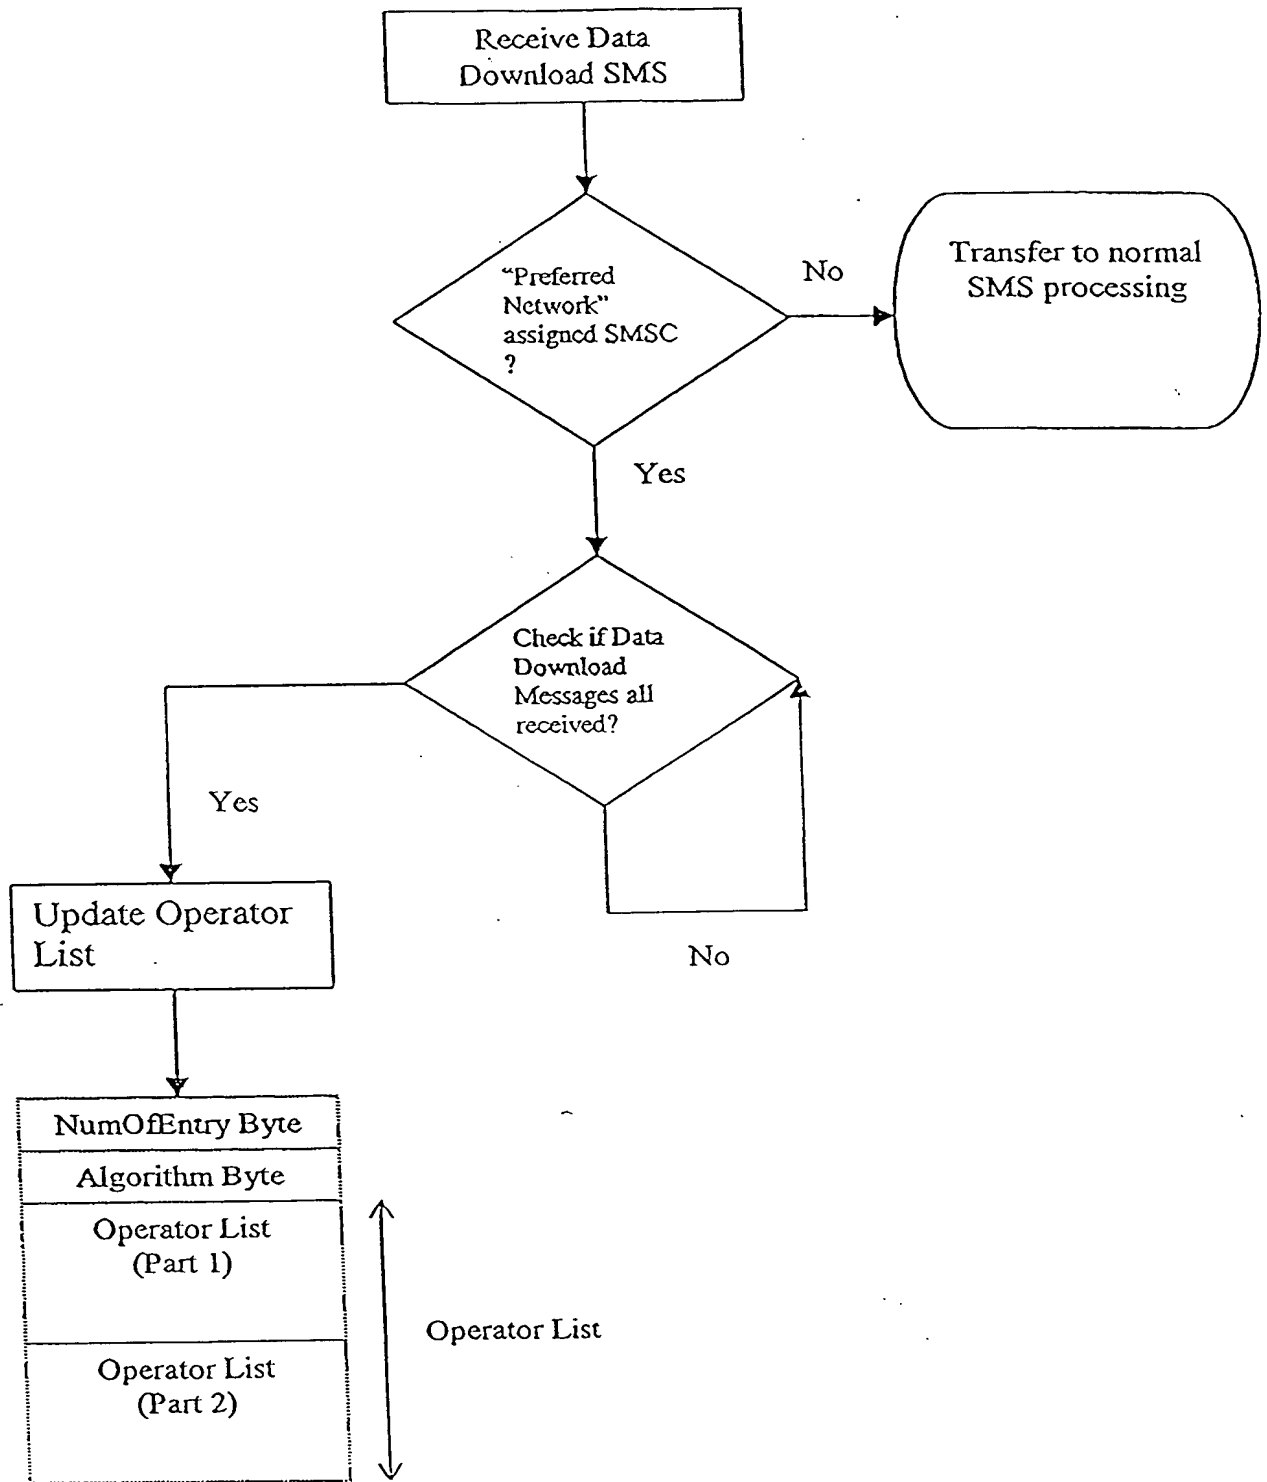 Receive Data
Download SMS
"Preferred
Network"
assigned SMSC
?
No
Transfer to normal
SMS processing
Yes
Check if Data
Download
Messages all
received?
Yes
No
Update Operator
List
NumOfEntry Byte
Algorithm Byte
Operator List
(Part 1)
Operator List
Operator List
(Part 2)